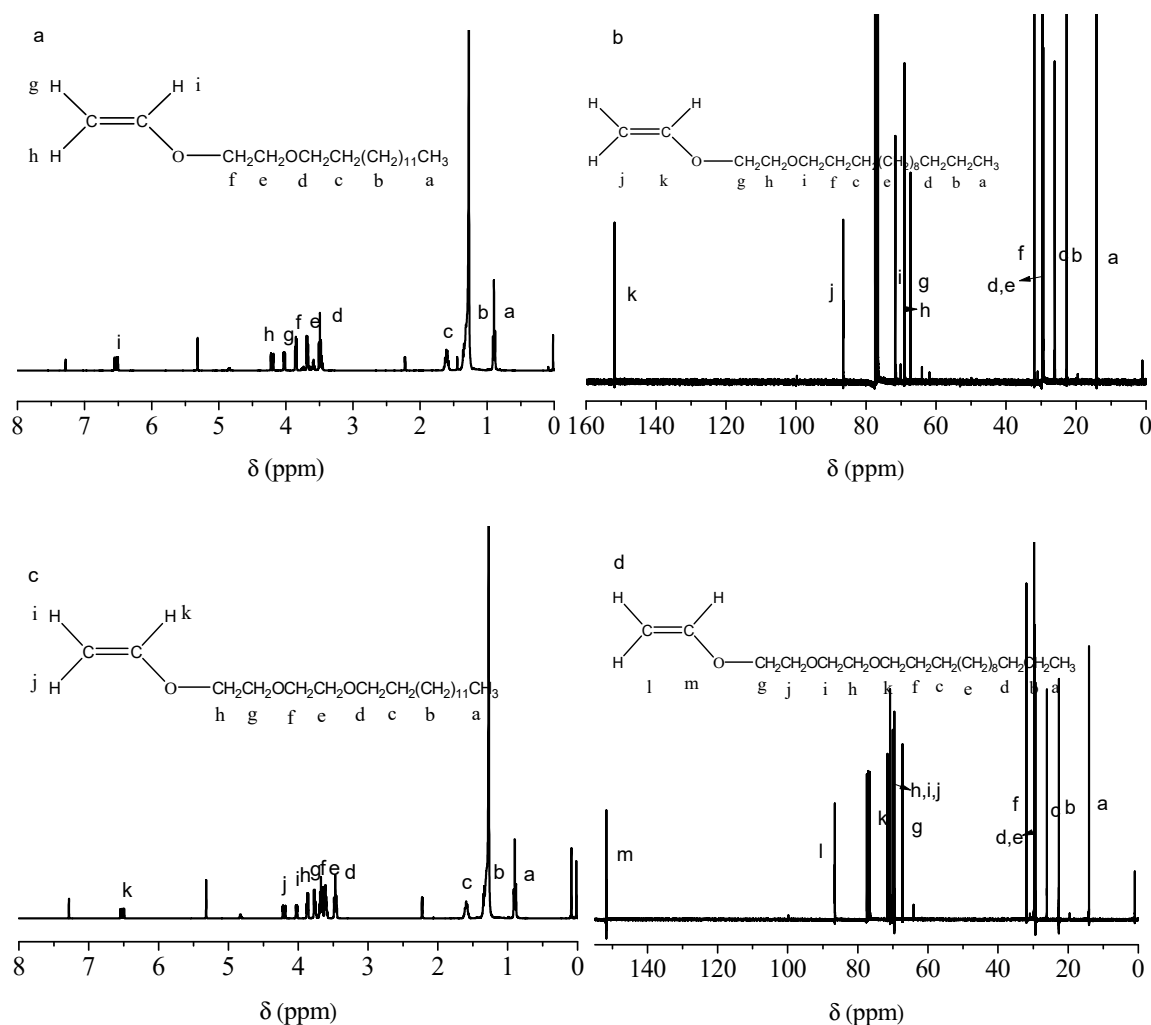 a
H H
g i
C C
H
h
O CH₂CH₂OCH₂CH₂(CH₂)₁₁CH₃
f e d c b a
i h g f e d c b a
8 7 6 5 4 3 2 1 0
δ (ppm)
b
H H
C C
H
O CH₂CH₂OCH₂CH₂CH₂(CH₂)₈CH₂CH₂CH₃
j k g h i f c e d b a
k j i g h f d,e c b a
160 140 120 100 80 60 40 20 0
δ (ppm)
c
i H H k
C C
j H
O CH₂CH₂OCH₂CH₂OCH₂CH₂(CH₂)₁₁CH₃
h g f e d c b a
k j i h g f e d c b a
8 7 6 5 4 3 2 1 0
δ (ppm)
d
H H
C C
H
O CH₂CH₂OCH₂CH₂OCH₂CH₂CH₂(CH₂)₈CH₂CH₂CH₃
l m g j i h k f c e d b a
m l k h,i,j g f d,e c b a
140 120 100 80 60 40 20 0
δ (ppm)